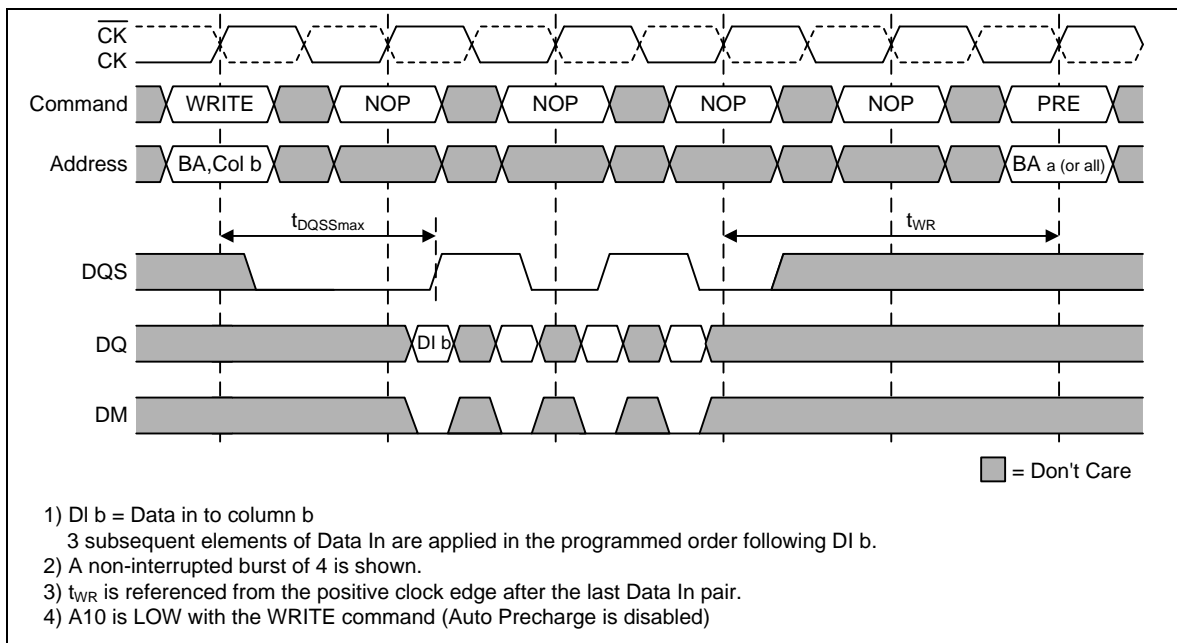 CK
CK
Command WRITE NOP NOP NOP NOP PRE
Address BA,Col b BA a (or all)
tDQSSmax tWR
DQS
DQ DI b
DM
= Don't Care
1) DI b = Data in to column b
3 subsequent elements of Data In are applied in the programmed order following DI b.
2) A non-interrupted burst of 4 is shown.
3) tWR is referenced from the positive clock edge after the last Data In pair.
4) A10 is LOW with the WRITE command (Auto Precharge is disabled)